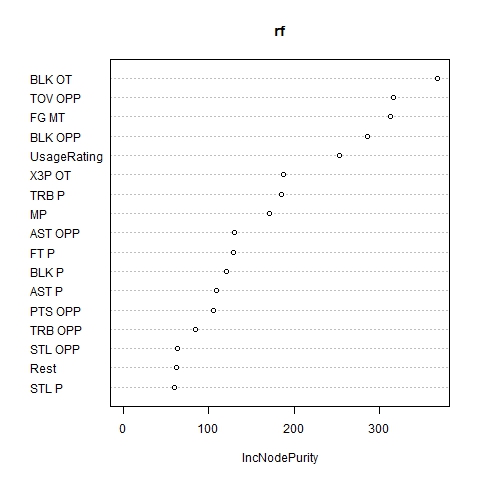 rf
BLK OT
TOV OPP
FG MT
BLK OPP
UsageRating
X3P OT
TRB P
MP
AST OPP
FT P
BLK P
AST P
PTS OPP
TRB OPP
STL OPP
Rest
STL P
0 100 200 300
IncNodePurity